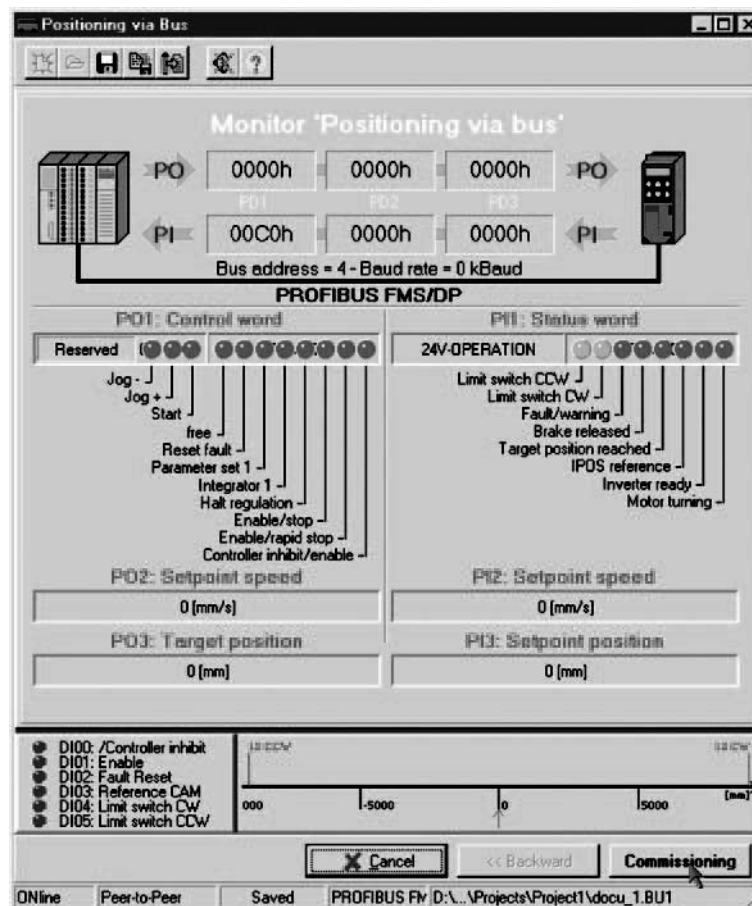 Positioning via Bus
Monitor 'Positioning via bus'
PO 0000h 0000h 0000h PO
PD1 PD2 PD3
PI 00C0h 0000h 0000h PI
Bus address = 4 - Baud rate = 0 kBaud
PROFIBUS FMS/DP
PO1: Control word
Reserved
Jog -
Jog +
Start
free
Reset fault
Parameter set 1
Integrator 1
Halt regulation
Enable/stop
Enable/rapid stop
Controller inhibit/enable
PI1: Status word
24V-OPERATION
Limit switch CCW
Limit switch CW
Fault/warning
Brake released
Target position reached
IPOS reference
Inverter ready
Motor turning
PO2: Setpoint speed
0 [mm/s]
PI2: Setpoint speed
0 [mm/s]
PO3: Target position
0 [mm]
PI3: Setpoint position
0 [mm]
DI00: /Controller inhibit
DI01: Enable
DI02: Fault Reset
DI03: Reference CAM
DI04: Limit switch CW
DI05: Limit switch CCW
[mm]
000 -5000 0 5000
Cancel << Backward Commissioning
ONline Peer-to-Peer Saved PROFIBUS FM D:\...\Projects\Project1\docu_1.BU1